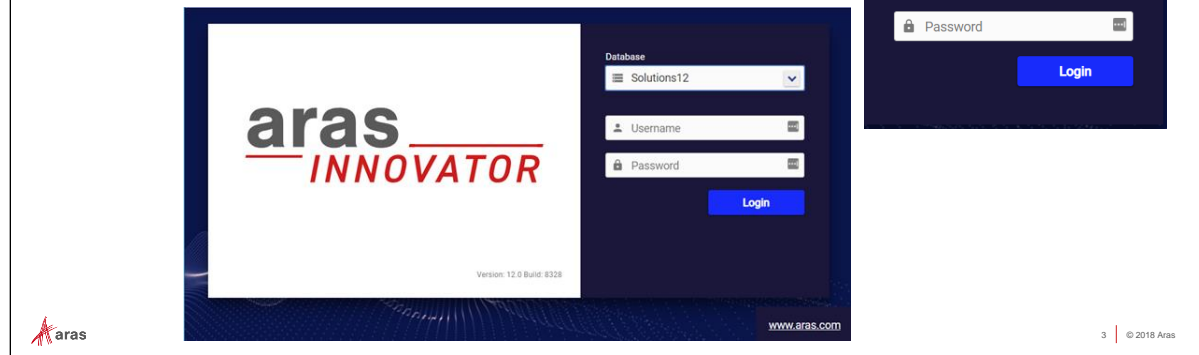 Database
Solutions12
Username
Password
Login
aras
INNOVATOR
Version: 12.0 Build: 8328
www.aras.com
Password
Login
aras
3 © 2018 Aras